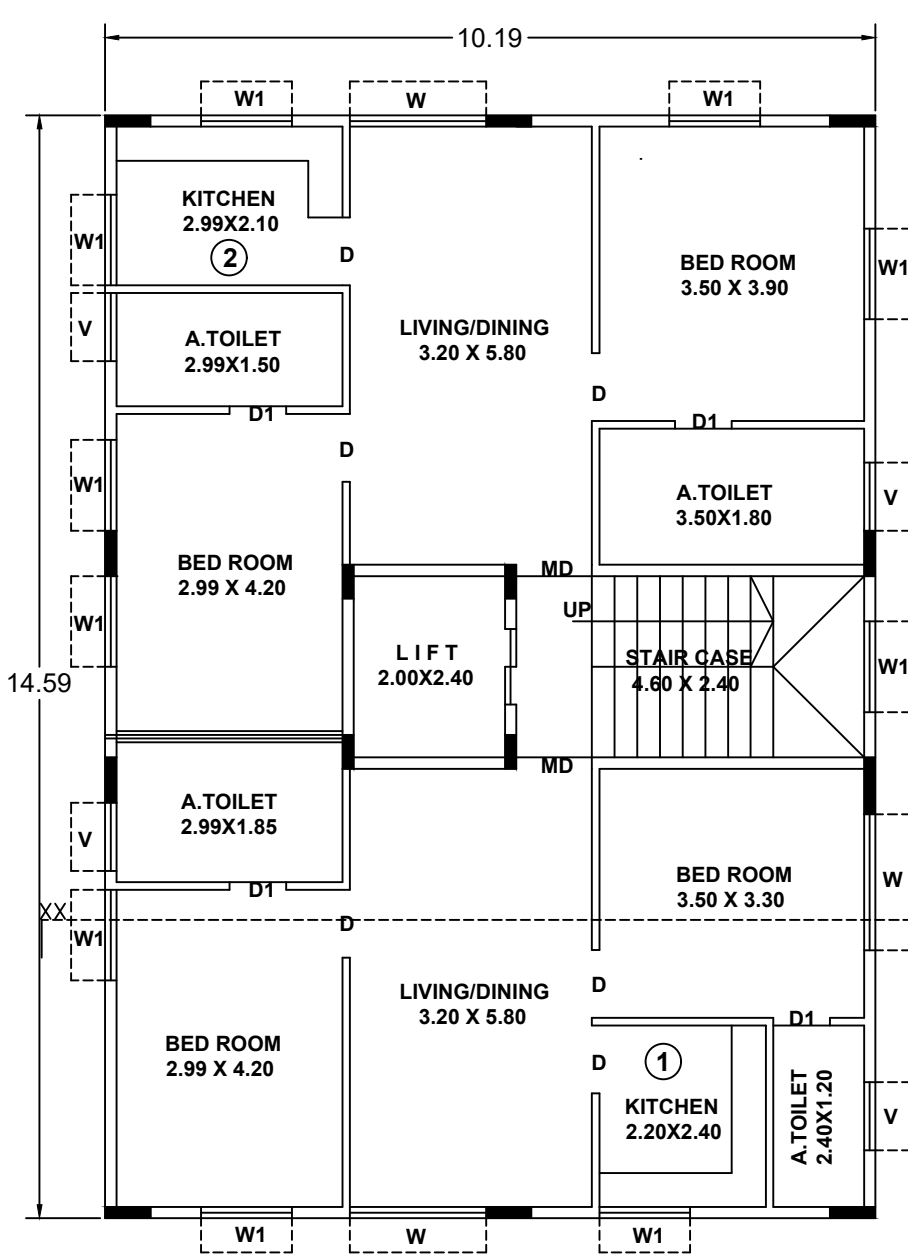 10.19
W1
W
W1
KITCHEN
2.99X2.10
2
W1
D
BED ROOM
3.50 X 3.90
W1
V
A.TOILET
2.99X1.50
LIVING/DINING
3.20 X 5.80
D
D1
D1
D
W1
A.TOILET
3.50X1.80
V
BED ROOM
2.99 X 4.20
MD
UP
W1
LIFT
2.00X2.40
STAIR CASE
4.60 X 2.40
W1
14.59
MD
A.TOILET
2.99X1.85
V
BED ROOM
3.50 X 3.30
W
D1
XX
W1
D
LIVING/DINING
3.20 X 5.80
D
D1
BED ROOM
2.99 X 4.20
D
1
KITCHEN
2.20X2.40
A.TOILET
2.40X1.20
V
W1
W
W1